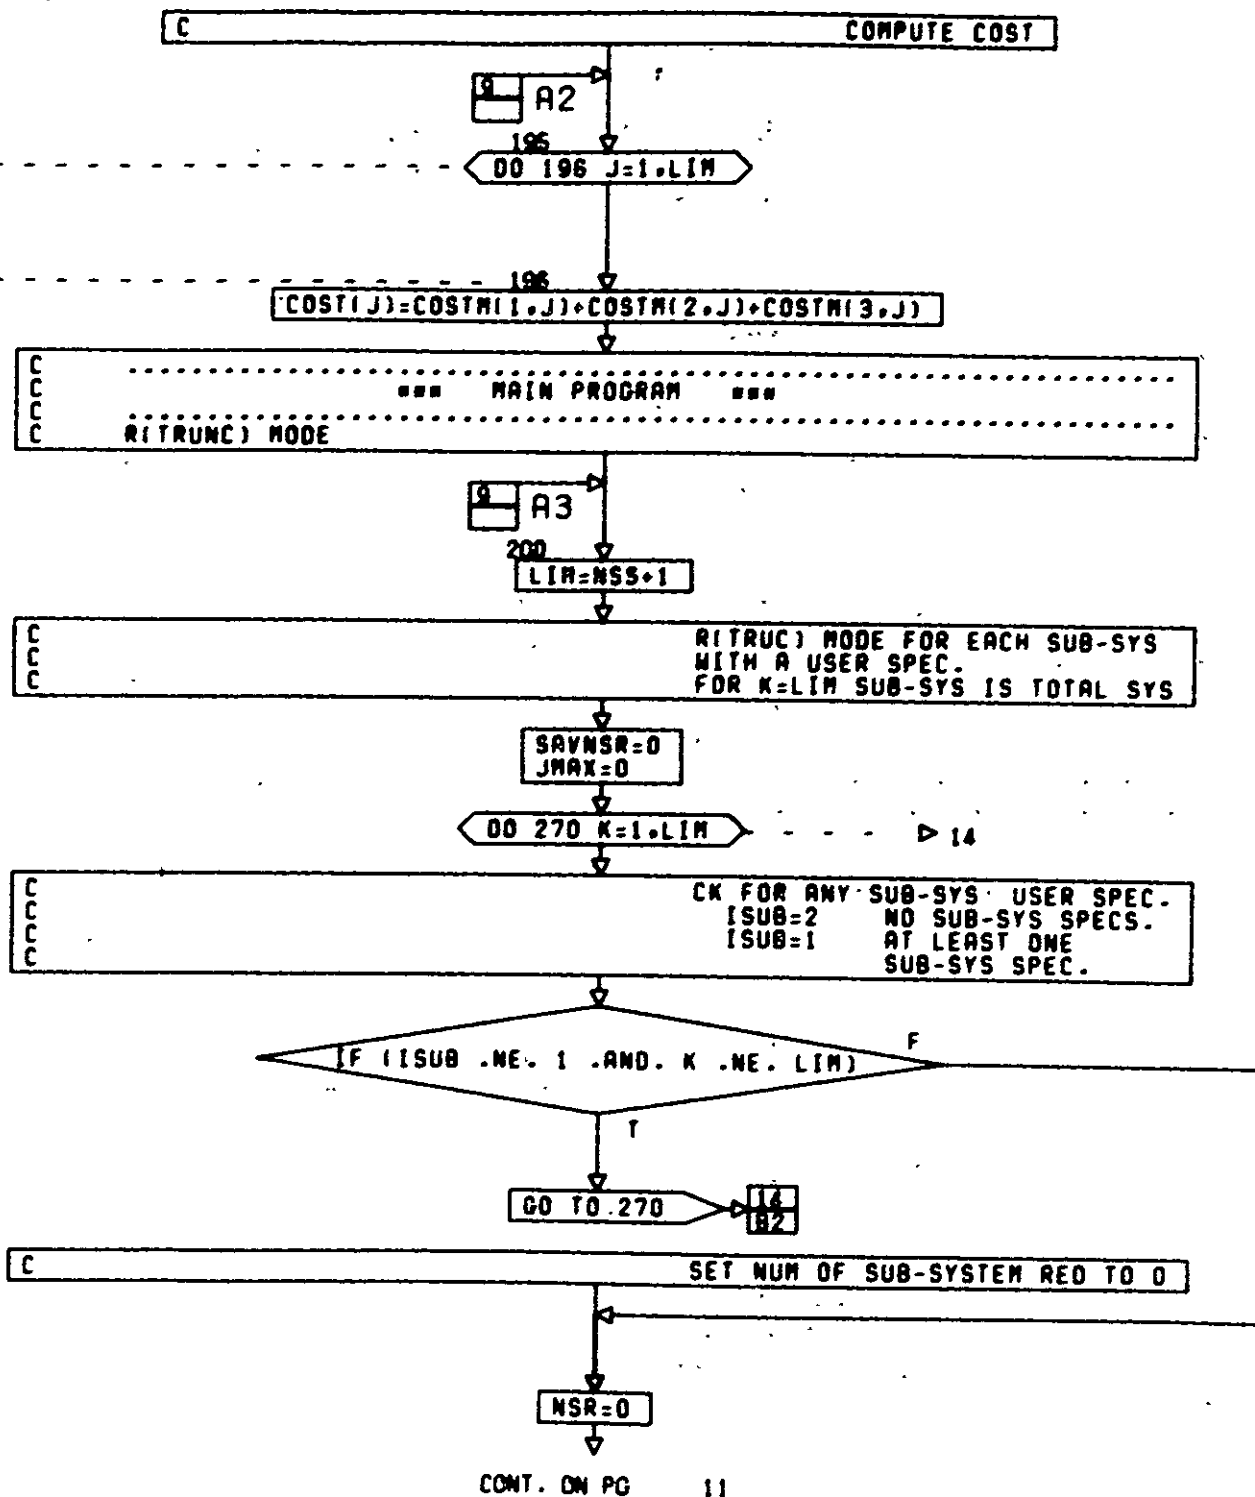 C COMPUTE COST
9 A2
195
DO 196 J=1,LIM
196
COST(J)=COSTM(1,J)+COSTM(2,J)+COSTM(3,J)
C ..................................................................
C *** MAIN PROGRAM ***
C ..................................................................
C R(TRUNC) MODE
9 A3
200
LIM=NSS+1
C R(TRUC) MODE FOR EACH SUB-SYS
C WITH A USER SPEC.
C FOR K=LIM SUB-SYS IS TOTAL SYS
SAVNSR=0
JMAX=0
DO 270 K=1,LIM 14
C CK FOR ANY SUB-SYS USER SPEC.
C ISUB=2 NO SUB-SYS SPECS.
C ISUB=1 AT LEAST ONE
C SUB-SYS SPEC.
F
IF (ISUB .NE. 1 .AND. K .NE. LIM)
T
GO TO 270 14
B2
C SET NUM OF SUB-SYSTEM RED TO 0
NSR=0
CONT. ON PG 11